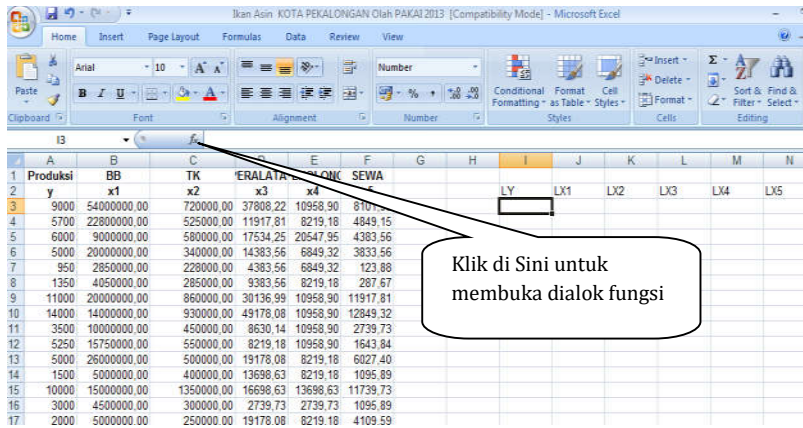 Ikan Asin KOTA PEKALONGAN Olah PAKAI 2013 [Compatibility Mode] - Microsoft Excel
Home Insert Page Layout Formulas Data Review View
Arial 10 A A Number
Paste B I U A % , Conditional Formatting Format as Table Cell Styles Insert Delete Format Σ Sort & Filter Find & Select
Clipboard Font Alignment Number Styles Cells Editing
I3 fx
A B C D E F G H I J K L M N
1 Produksi BB TK SEWA
2 y x1 x2 x3 x4 LY LX1 LX2 LX3 LX4 LX5
3 9000 54000000,00 720000,00 37808,22 10958,90
4 5700 22800000,00 525000,00 11917,81 8219,18 4849,15
5 6000 9000000,00 580000,00 17534,25 20547,95 4383,56
6 5000 20000000,00 340000,00 14383,56 6849,32 3833,56
7 950 2850000,00 228000,00 4383,56 6849,32 123,88
8 1350 4050000,00 285000,00 9383,56 8219,18 287,67
9 11000 20000000,00 860000,00 30136,99 10958,90 11917,81
10 14000 14000000,00 930000,00 49178,08 10958,90 12849,32
11 3500 10000000,00 450000,00 8630,14 10958,90 2739,73
12 5250 15750000,00 550000,00 8219,18 10958,90 1643,84
13 5000 26000000,00 500000,00 19178,08 8219,18 6027,40
14 1500 5000000,00 400000,00 13698,63 8219,18 1095,89
15 10000 15000000,00 1350000,00 16698,63 13698,63 11739,73
16 3000 4500000,00 300000,00 2739,73 2739,73 1095,89
17 2000 5000000,00 250000,00 19178,08 8219,18 4109,59
Klik di Sini untuk
membuka dialok fungsi